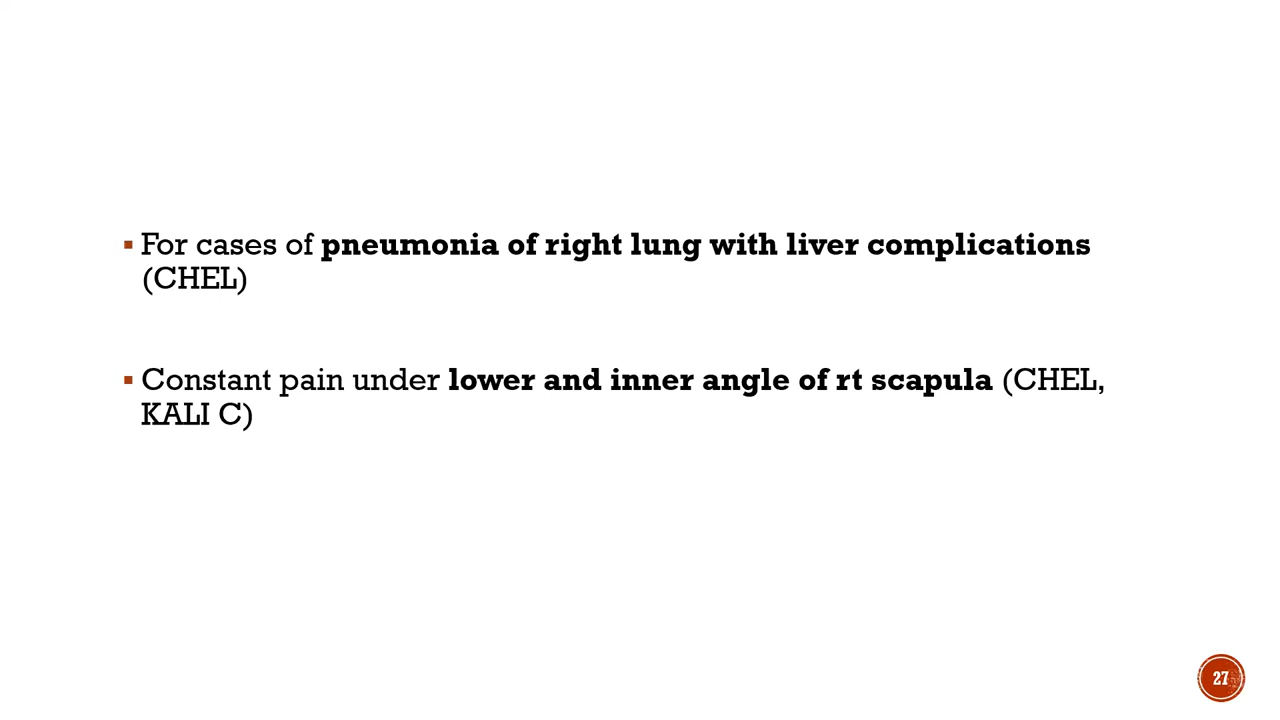 ▪ For cases of pneumonia of right lung with liver complications
(CHEL)
▪ Constant pain under lower and inner angle of rt scapula (CHEL,
KALI C)
27